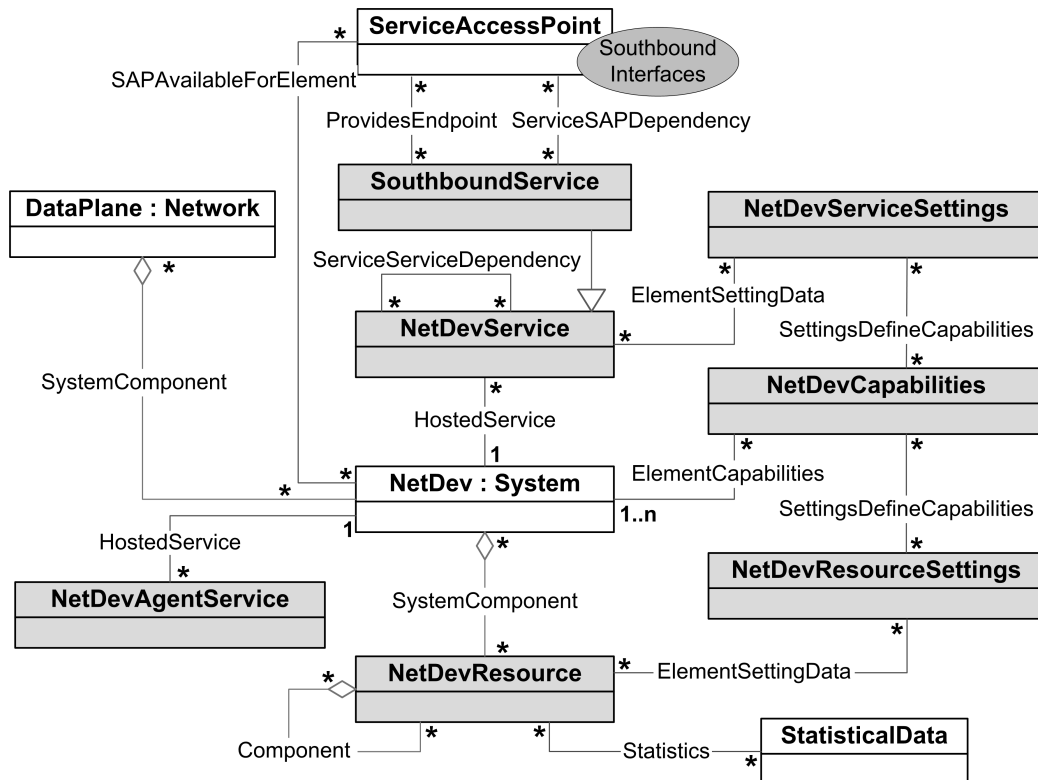 ServiceAccessPoint
*
Southbound
Interfaces
SAPAvailableForElement
* *
ProvidesEndpoint ServiceSAPDependency
* *
SouthboundService
DataPlane : Network
NetDevServiceSettings
*
ServiceServiceDependency
* *
ElementSettingData
* *
NetDevService
*
SettingsDefineCapabilities
*
SystemComponent
NetDevCapabilities
*
HostedService
* *
1
ElementCapabilities
*
NetDev : System
*
1..n
SettingsDefineCapabilities
1
HostedService
*
*
*
NetDevResourceSettings
NetDevAgentService
SystemComponent
*
*
NetDevResource
*
ElementSettingData
*
* *
Component
Statistics
*
StatisticalData